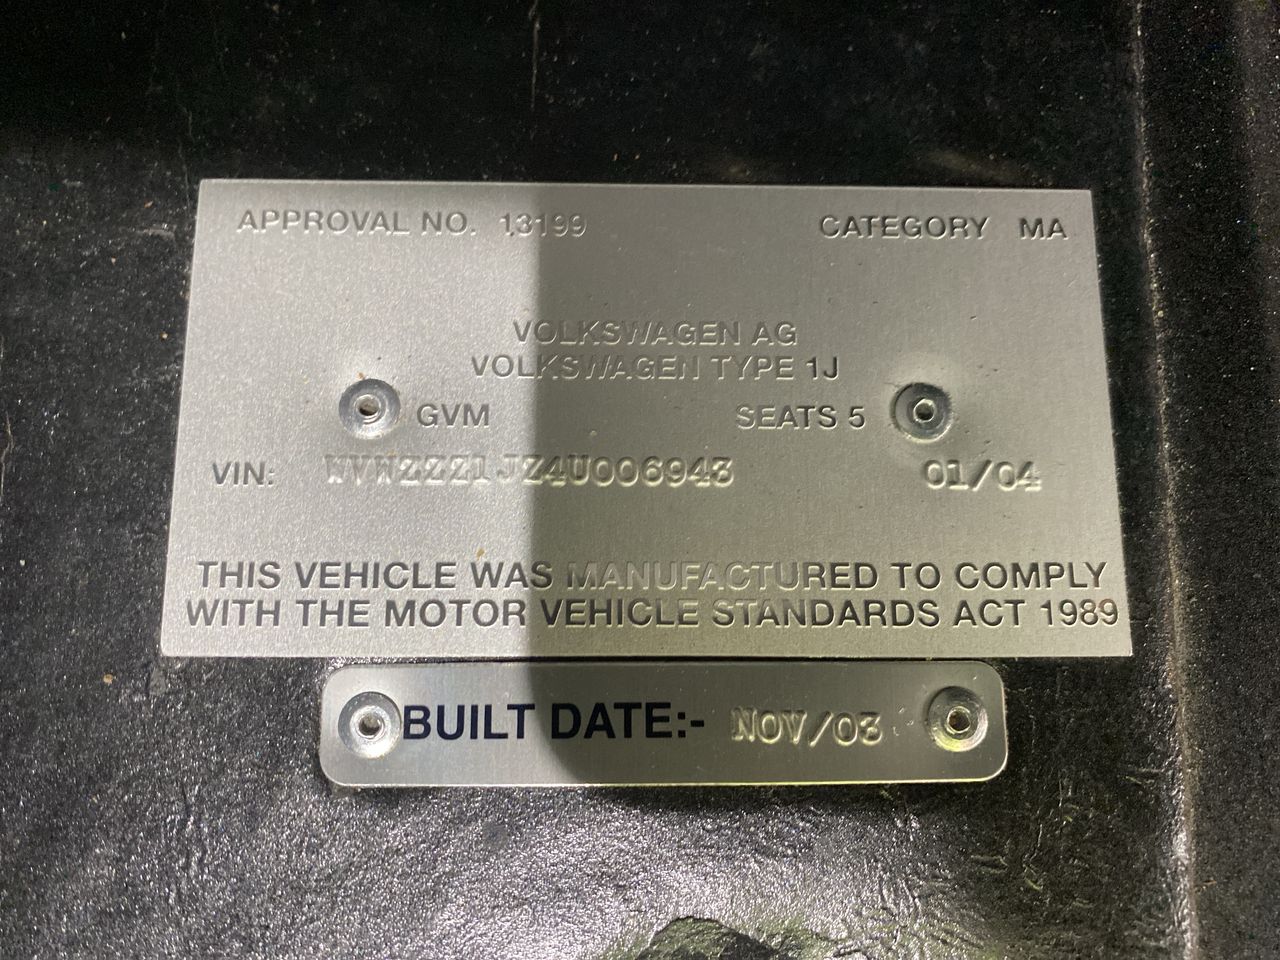 APPROVAL NO. 13199 CATEGORY MA
VOLKSWAGEN AG
VOLKSWAGEN TYPE 1J
GVM SEATS 5
VIN: WVWZZZ1JZ4U006943 01/04
THIS VEHICLE WAS MANUFACTURED TO COMPLY
WITH THE MOTOR VEHICLE STANDARDS ACT 1989
BUILT DATE:- NOV/03